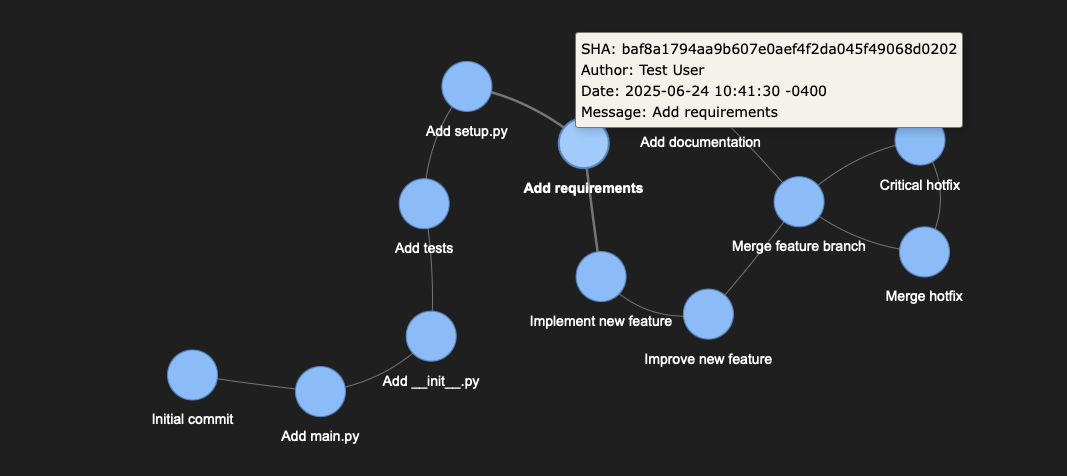 SHA: baf8a1794aa9b607e0aef4f2da045f49068d0202
Author: Test User
Date: 2025-06-24 10:41:30 -0400
Message: Add requirements
Add setup.py
Add documentation
Add requirements
Critical hotfix
Add tests
Merge feature branch
Merge hotfix
Implement new feature
Improve new feature
Add __init__.py
Initial commit
Add main.py